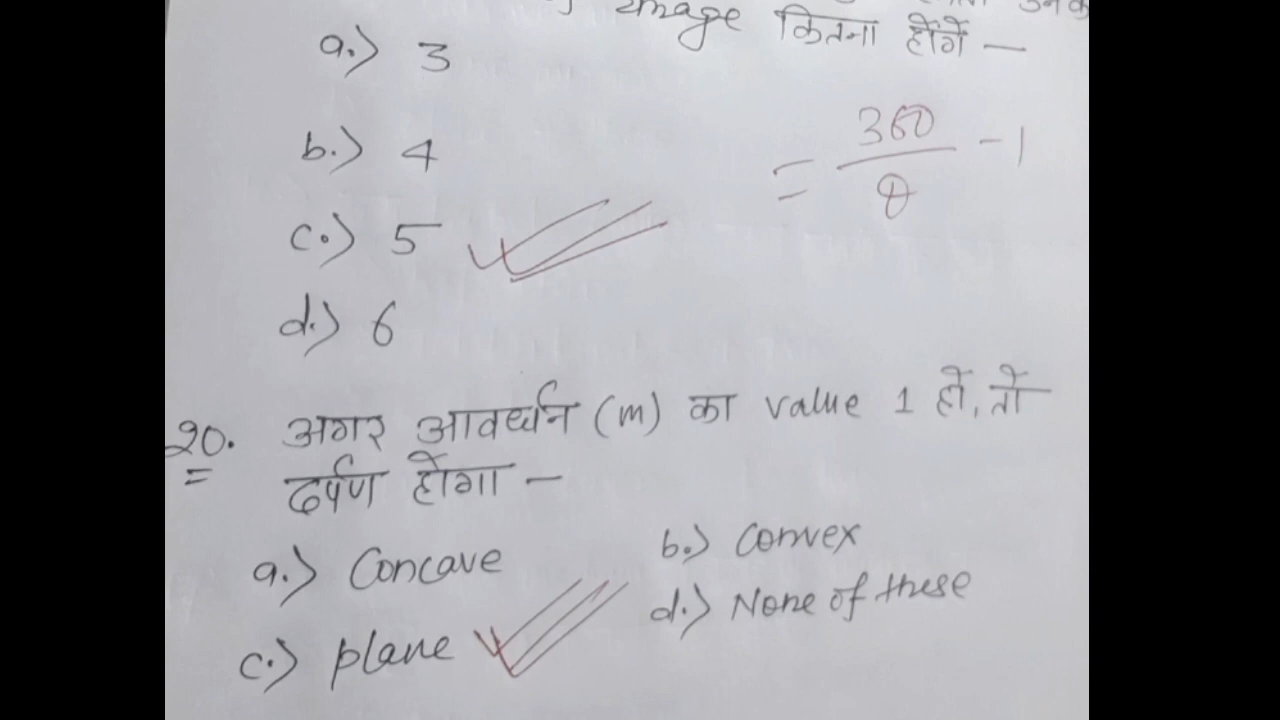 image कितना होंगें —
a.) 3
b.) 4
= 360/θ - 1
c.) 5
d.) 6
20. अगर आवर्धन (m) का value 1 हो, तो
दर्पण होगा —
a.) Concave
b.) Convex
c.) plane
d.) None of these